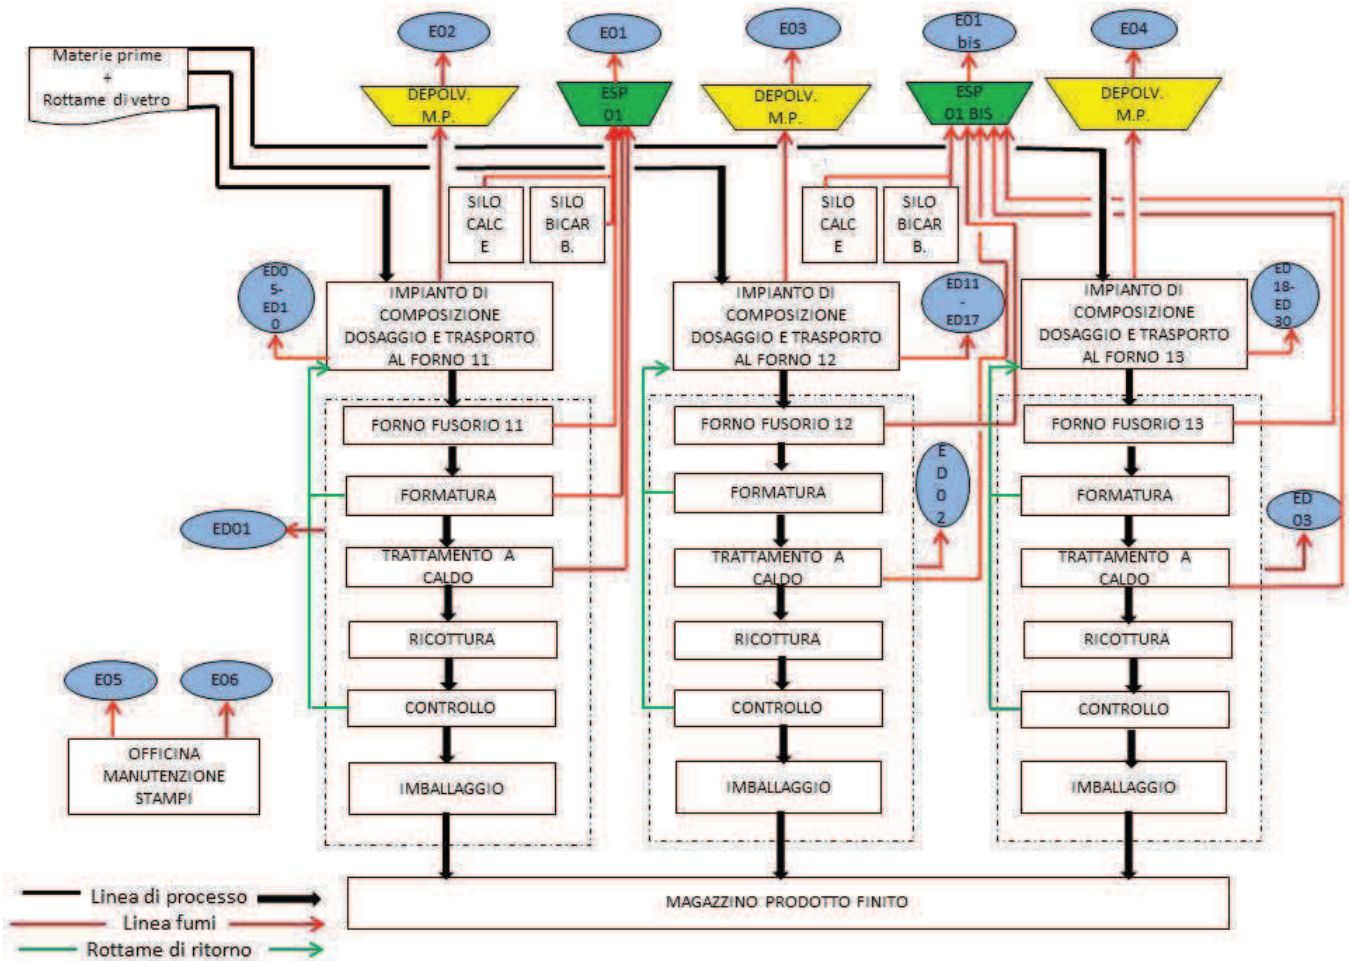 E02
E01
E03
E01
bis
E04
Materie prime
+
Rottame di vetro
DEPOLV.
M.P.
ESP
01
DEPOLV.
M.P.
ESP
01 BIS
DEPOLV.
M.P.
SILO
CALC
E
SILO
BICAR
B.
SILO
CALC
E
SILO
BICAR
B.
ED0
5-
ED1
0
IMPIANTO DI
COMPOSIZIONE
DOSAGGIO E TRASPORTO
AL FORNO 11
IMPIANTO DI
COMPOSIZIONE
DOSAGGIO E TRASPORTO
AL FORNO 12
ED11
-
ED17
IMPIANTO DI
COMPOSIZIONE
DOSAGGIO E TRASPORTO
AL FORNO 13
ED
18-
ED
30
FORNO FUSORIO 11
FORNO FUSORIO 12
FORNO FUSORIO 13
FORMATURA
FORMATURA
E
D
0
2
FORMATURA
ED
03
ED01
TRATTAMENTO A
CALDO
TRATTAMENTO A
CALDO
TRATTAMENTO A
CALDO
RICOTTURA
RICOTTURA
RICOTTURA
E05
E06
CONTROLLO
CONTROLLO
CONTROLLO
OFFICINA
MANUTENZIONE
STAMPI
IMBALLAGGIO
IMBALLAGGIO
IMBALLAGGIO
Linea di processo
Linea fumi
Rottame di ritorno
MAGAZZINO PRODOTTO FINITO